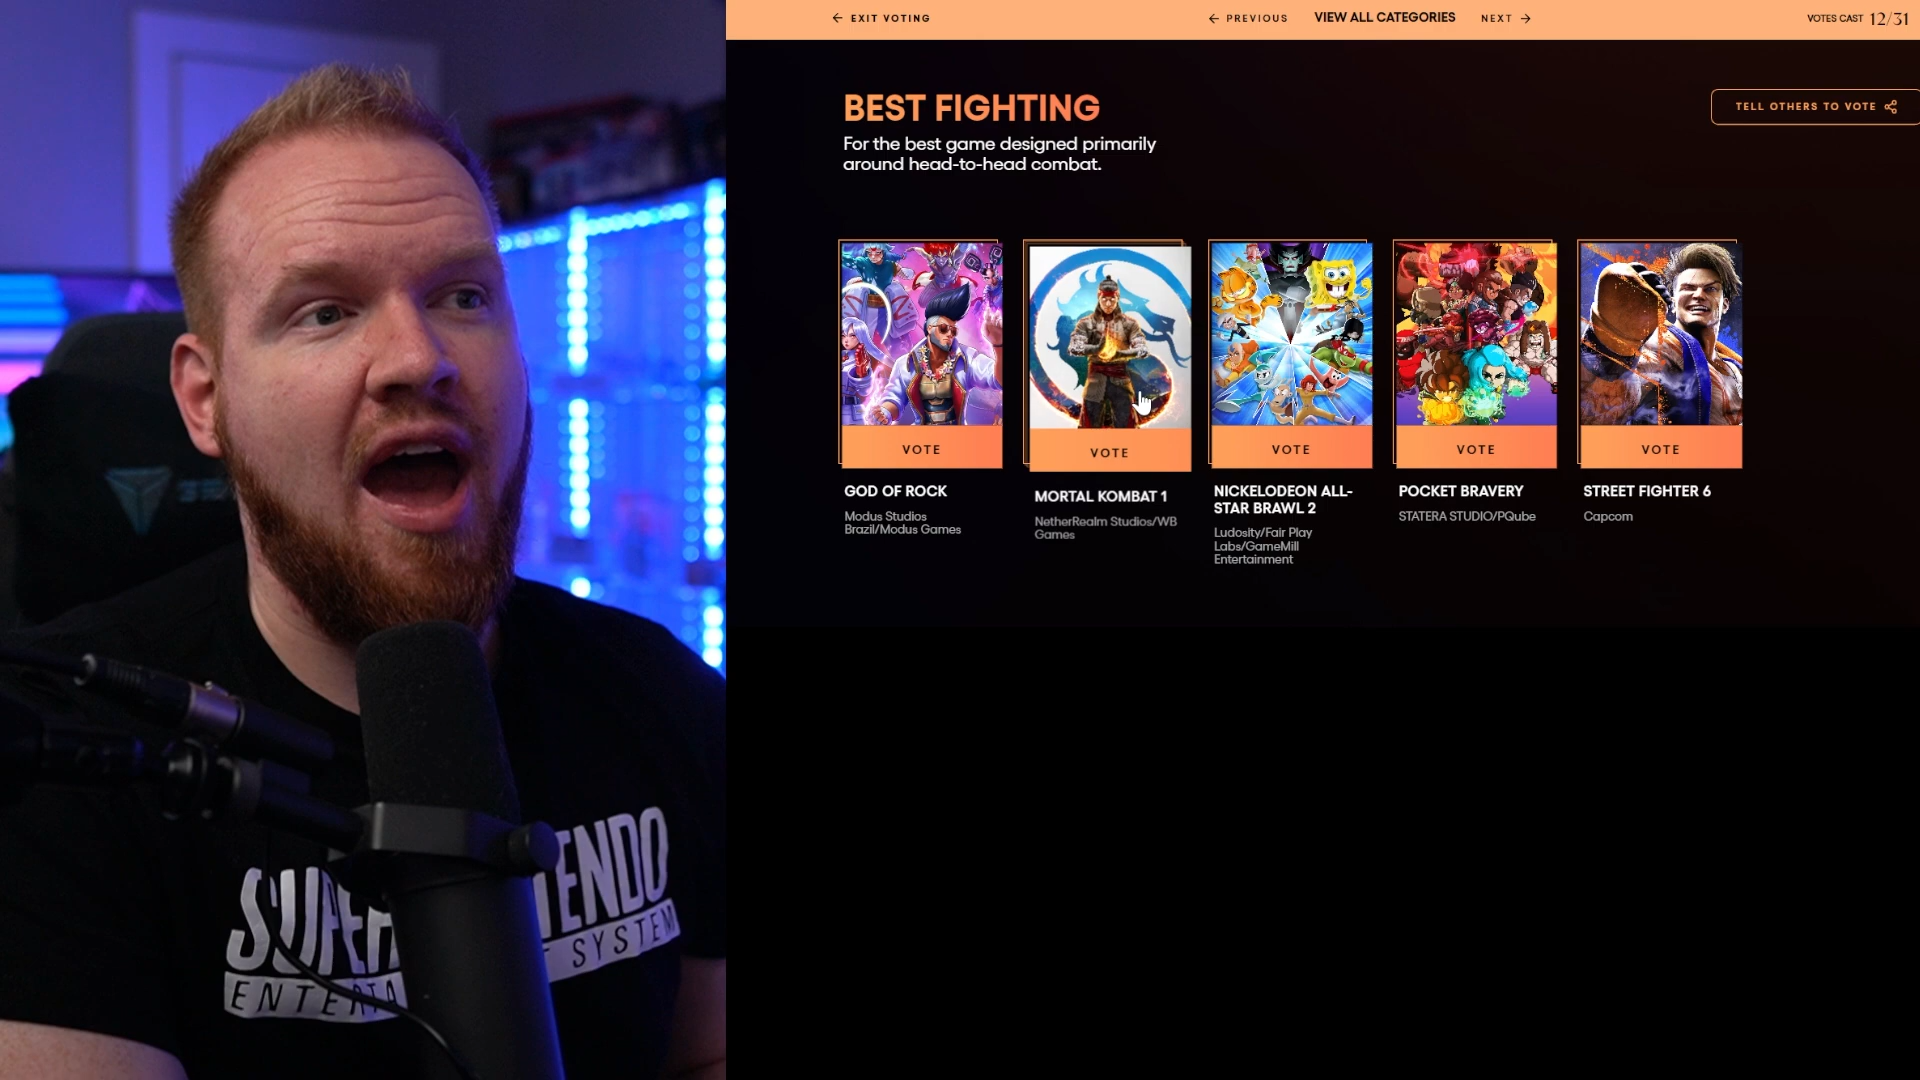 EXIT VOTING
PREVIOUS
VIEW ALL CATEGORIES
NEXT
VOTES CAST 12/31
BEST FIGHTING
For the best game designed primarily
around head-to-head combat.
TELL OTHERS TO VOTE
VOTE
VOTE
VOTE
VOTE
VOTE
GOD OF ROCK
Modus Studios
Brazil/Modus Games
MORTAL KOMBAT 1
NetherRealm Studios/WB
Games
NICKELODEON ALL-
STAR BRAWL 2
Ludosity/Fair Play
Labs/GameMill
Entertainment
POCKET BRAVERY
STATERA STUDIO/PQube
STREET FIGHTER 6
Capcom
SUPER
SYSTEM